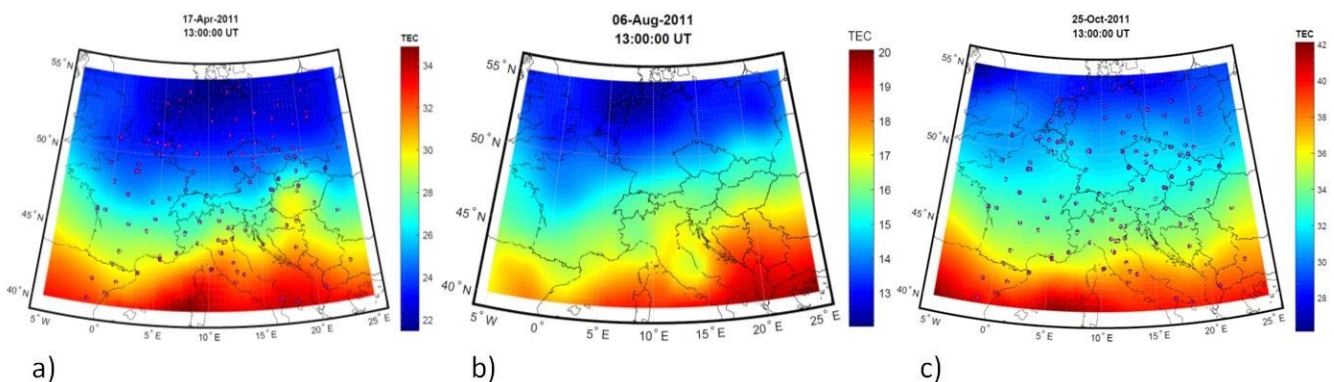 17-Apr-2011
13:00:00 UT
TEC
55°N
50°N
45°N
40°N
5°W
0°
5°E
10°E
15°E
20°E
25°E
34
32
30
28
26
24
22
a)
06-Aug-2011
13:00:00 UT
TEC
55°N
50°N
45°N
40°N
5°W
0°
5°E
10°E
15°E
20°E
25°E
20
19
18
17
16
15
14
13
b)
25-Oct-2011
13:00:00 UT
TEC
55°N
50°N
45°N
40°N
5°W
0°
5°E
10°E
15°E
20°E
25°E
42
40
38
36
34
32
30
28
c)